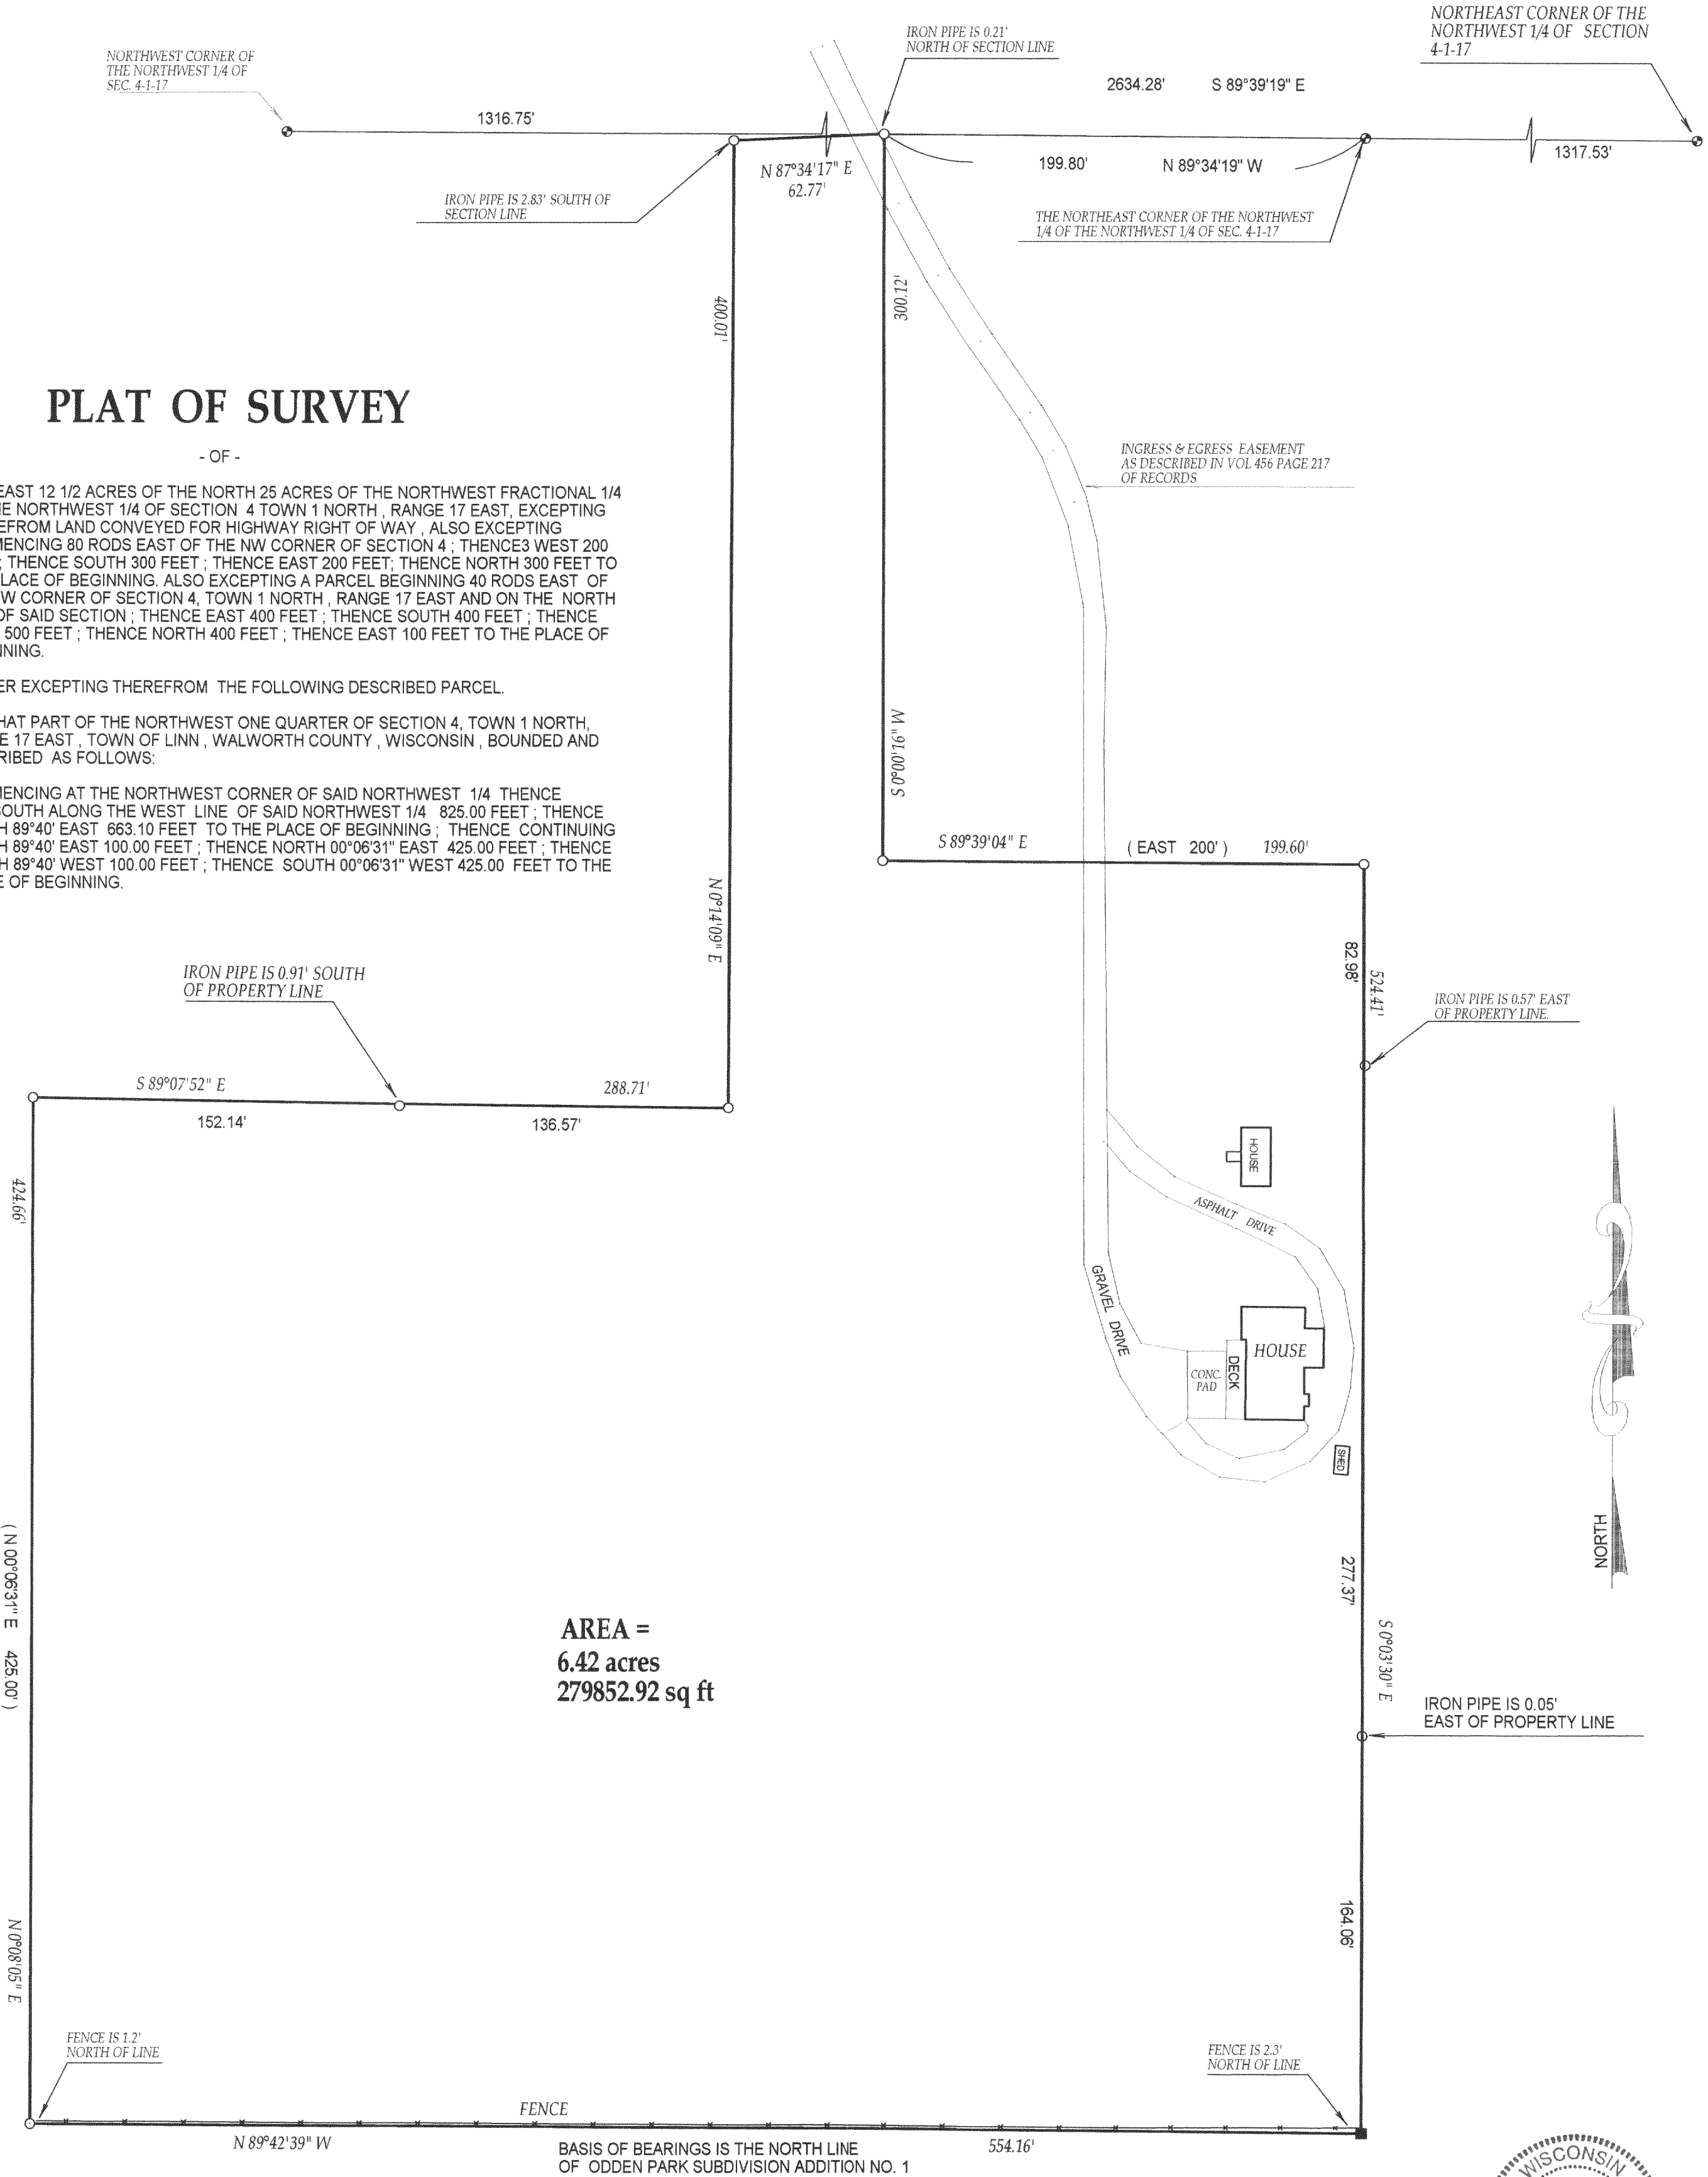 NORTHWEST CORNER OF
THE NORTHWEST 1/4 OF
SEC. 4-1-17
IRON PIPE IS 0.21'
NORTH OF SECTION LINE
NORTHEAST CORNER OF THE
NORTHWEST 1/4 OF SECTION
4-1-17
2634.28' S 89°39'19" E
1316.75'
N 87°34'17" E
62.77'
199.80' N 89°34'19" W
1317.53'
IRON PIPE IS 2.83' SOUTH OF
SECTION LINE
THE NORTHEAST CORNER OF THE NORTHWEST
1/4 OF THE NORTHWEST 1/4 OF SEC. 4-1-17
400.01'
300.12'
PLAT OF SURVEY
- OF -
EAST 12 1/2 ACRES OF THE NORTH 25 ACRES OF THE NORTHWEST FRACTIONAL 1/4
E NORTHWEST 1/4 OF SECTION 4 TOWN 1 NORTH , RANGE 17 EAST, EXCEPTING
EFROM LAND CONVEYED FOR HIGHWAY RIGHT OF WAY , ALSO EXCEPTING
MENCING 80 RODS EAST OF THE NW CORNER OF SECTION 4 ; THENCE3 WEST 200
; THENCE SOUTH 300 FEET ; THENCE EAST 200 FEET; THENCE NORTH 300 FEET TO
LACE OF BEGINNING. ALSO EXCEPTING A PARCEL BEGINNING 40 RODS EAST OF
W CORNER OF SECTION 4, TOWN 1 NORTH , RANGE 17 EAST AND ON THE NORTH
OF SAID SECTION ; THENCE EAST 400 FEET ; THENCE SOUTH 400 FEET ; THENCE
500 FEET ; THENCE NORTH 400 FEET ; THENCE EAST 100 FEET TO THE PLACE OF
NNING.
ER EXCEPTING THEREFROM THE FOLLOWING DESCRIBED PARCEL.
HAT PART OF THE NORTHWEST ONE QUARTER OF SECTION 4, TOWN 1 NORTH,
E 17 EAST , TOWN OF LINN , WALWORTH COUNTY , WISCONSIN , BOUNDED AND
RIBED AS FOLLOWS:
MENCING AT THE NORTHWEST CORNER OF SAID NORTHWEST 1/4 THENCE
SOUTH ALONG THE WEST LINE OF SAID NORTHWEST 1/4 825.00 FEET ; THENCE
H 89°40' EAST 663.10 FEET TO THE PLACE OF BEGINNING ; THENCE CONTINUING
H 89°40' EAST 100.00 FEET ; THENCE NORTH 00°06'31" EAST 425.00 FEET ; THENCE
H 89°40' WEST 100.00 FEET ; THENCE SOUTH 00°06'31" WEST 425.00 FEET TO THE
E OF BEGINNING.
INGRESS & EGRESS EASEMENT
AS DESCRIBED IN VOL 456 PAGE 217
OF RECORDS
S 0°00'16" W
S 89°39'04" E ( EAST 200' ) 199.60'
N 0°14'09" E
82.98'
524.41'
IRON PIPE IS 0.91' SOUTH
OF PROPERTY LINE
IRON PIPE IS 0.57' EAST
OF PROPERTY LINE.
S 89°07'52" E 288.71'
152.14' 136.57'
424.66'
HOUSE
ASPHALT DRIVE
GRAVEL DRIVE
HOUSE
DECK
CONC.
PAD
SHED
NORTH
277.37'
( N 00°06'31" E 425.00' )
AREA =
6.42 acres
279852.92 sq ft
S 0°03'30" E
IRON PIPE IS 0.05'
EAST OF PROPERTY LINE
164.06'
N 0°08'05" E
FENCE IS 1.2'
NORTH OF LINE
FENCE IS 2.3'
NORTH OF LINE
FENCE
N 89°42'39" W
554.16'
BASIS OF BEARINGS IS THE NORTH LINE
OF ODDEN PARK SUBDIVISION ADDITION NO. 1
WISCONSIN